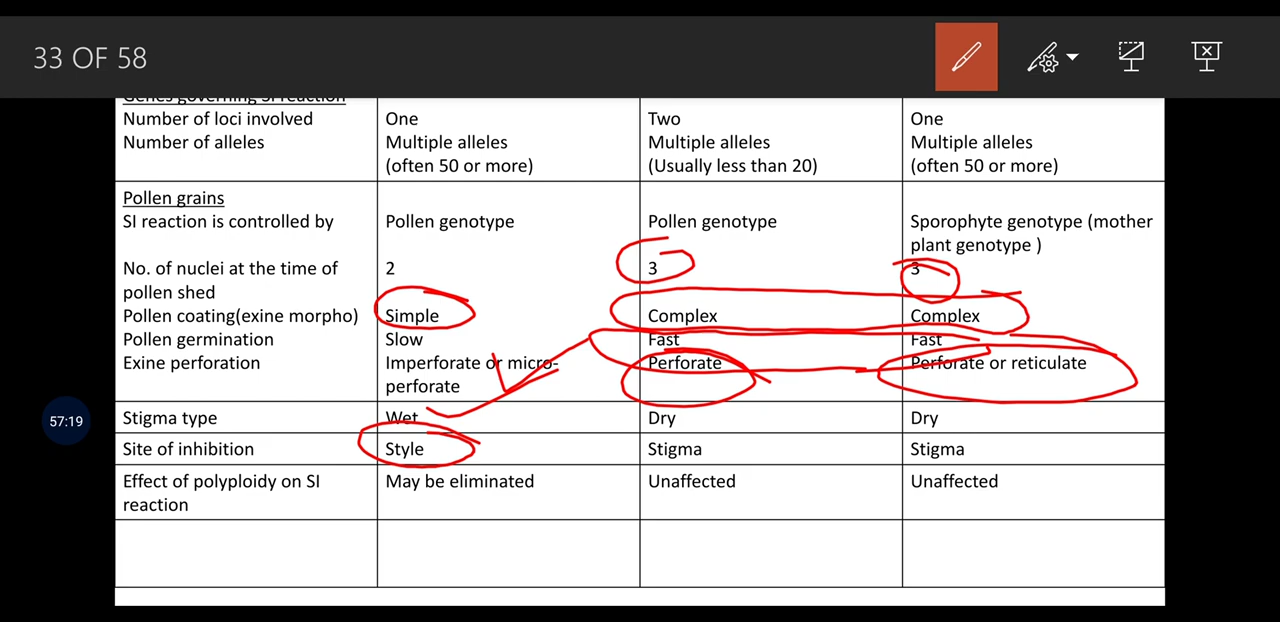 33 OF 58
Genes governing SI reaction
Number of loci involved One Two One
Number of alleles Multiple alleles Multiple alleles Multiple alleles
(often 50 or more) (Usually less than 20) (often 50 or more)
Pollen grains
SI reaction is controlled by Pollen genotype Pollen genotype Sporophyte genotype (mother
plant genotype )
No. of nuclei at the time of 2 3 3
pollen shed
Pollen coating(exine morpho) Simple Complex Complex
Pollen germination Slow Fast Fast
Exine perforation Imperforate or micro- Perforate Perforate or reticulate
perforate
57:19
Stigma type Wet Dry Dry
Site of inhibition Style Stigma Stigma
Effect of polyploidy on SI May be eliminated Unaffected Unaffected
reaction